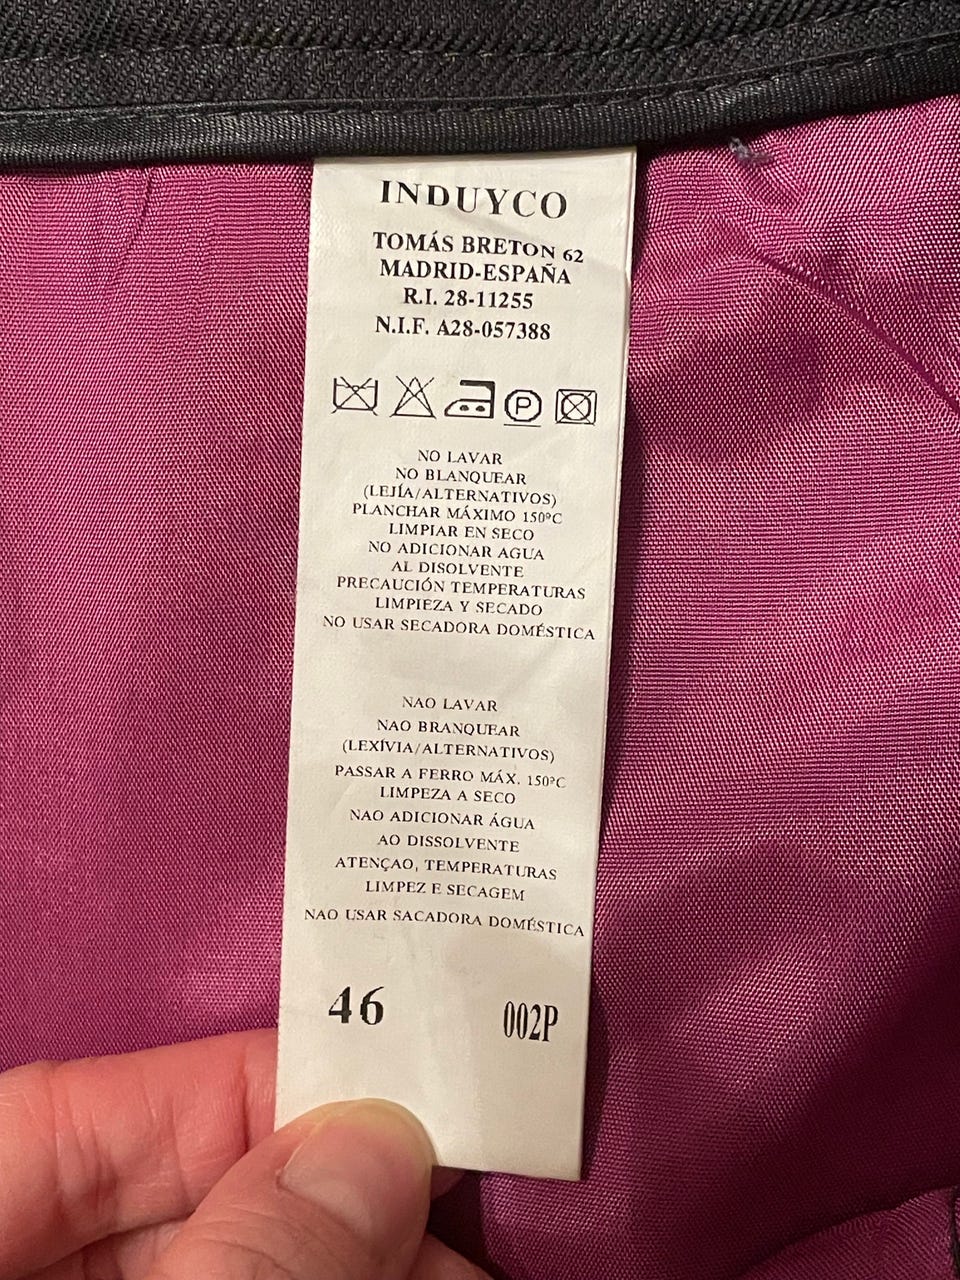 INDUYCO
TOMÁS BRETON 62
MADRID-ESPAÑA
R.I. 28-11255
N.I.F. A28-057388
P
NO LAVAR
NO BLANQUEAR
(LEJÍA/ALTERNATIVOS)
PLANCHAR MÁXIMO 150ºC
LIMPIAR EN SECO
NO ADICIONAR AGUA
AL DISOLVENTE
PRECAUCIÓN TEMPERATURAS
LIMPIEZA Y SECADO
NO USAR SECADORA DOMÉSTICA
NAO LAVAR
NAO BRANQUEAR
(LEXÍVIA/ALTERNATIVOS)
PASSAR A FERRO MÁX. 150ºC
LIMPEZA A SECO
NAO ADICIONAR ÁGUA
AO DISSOLVENTE
ATENÇAO, TEMPERATURAS
LIMPEZ E SECAGEM
NAO USAR SACADORA DOMÉSTICA
46 002P